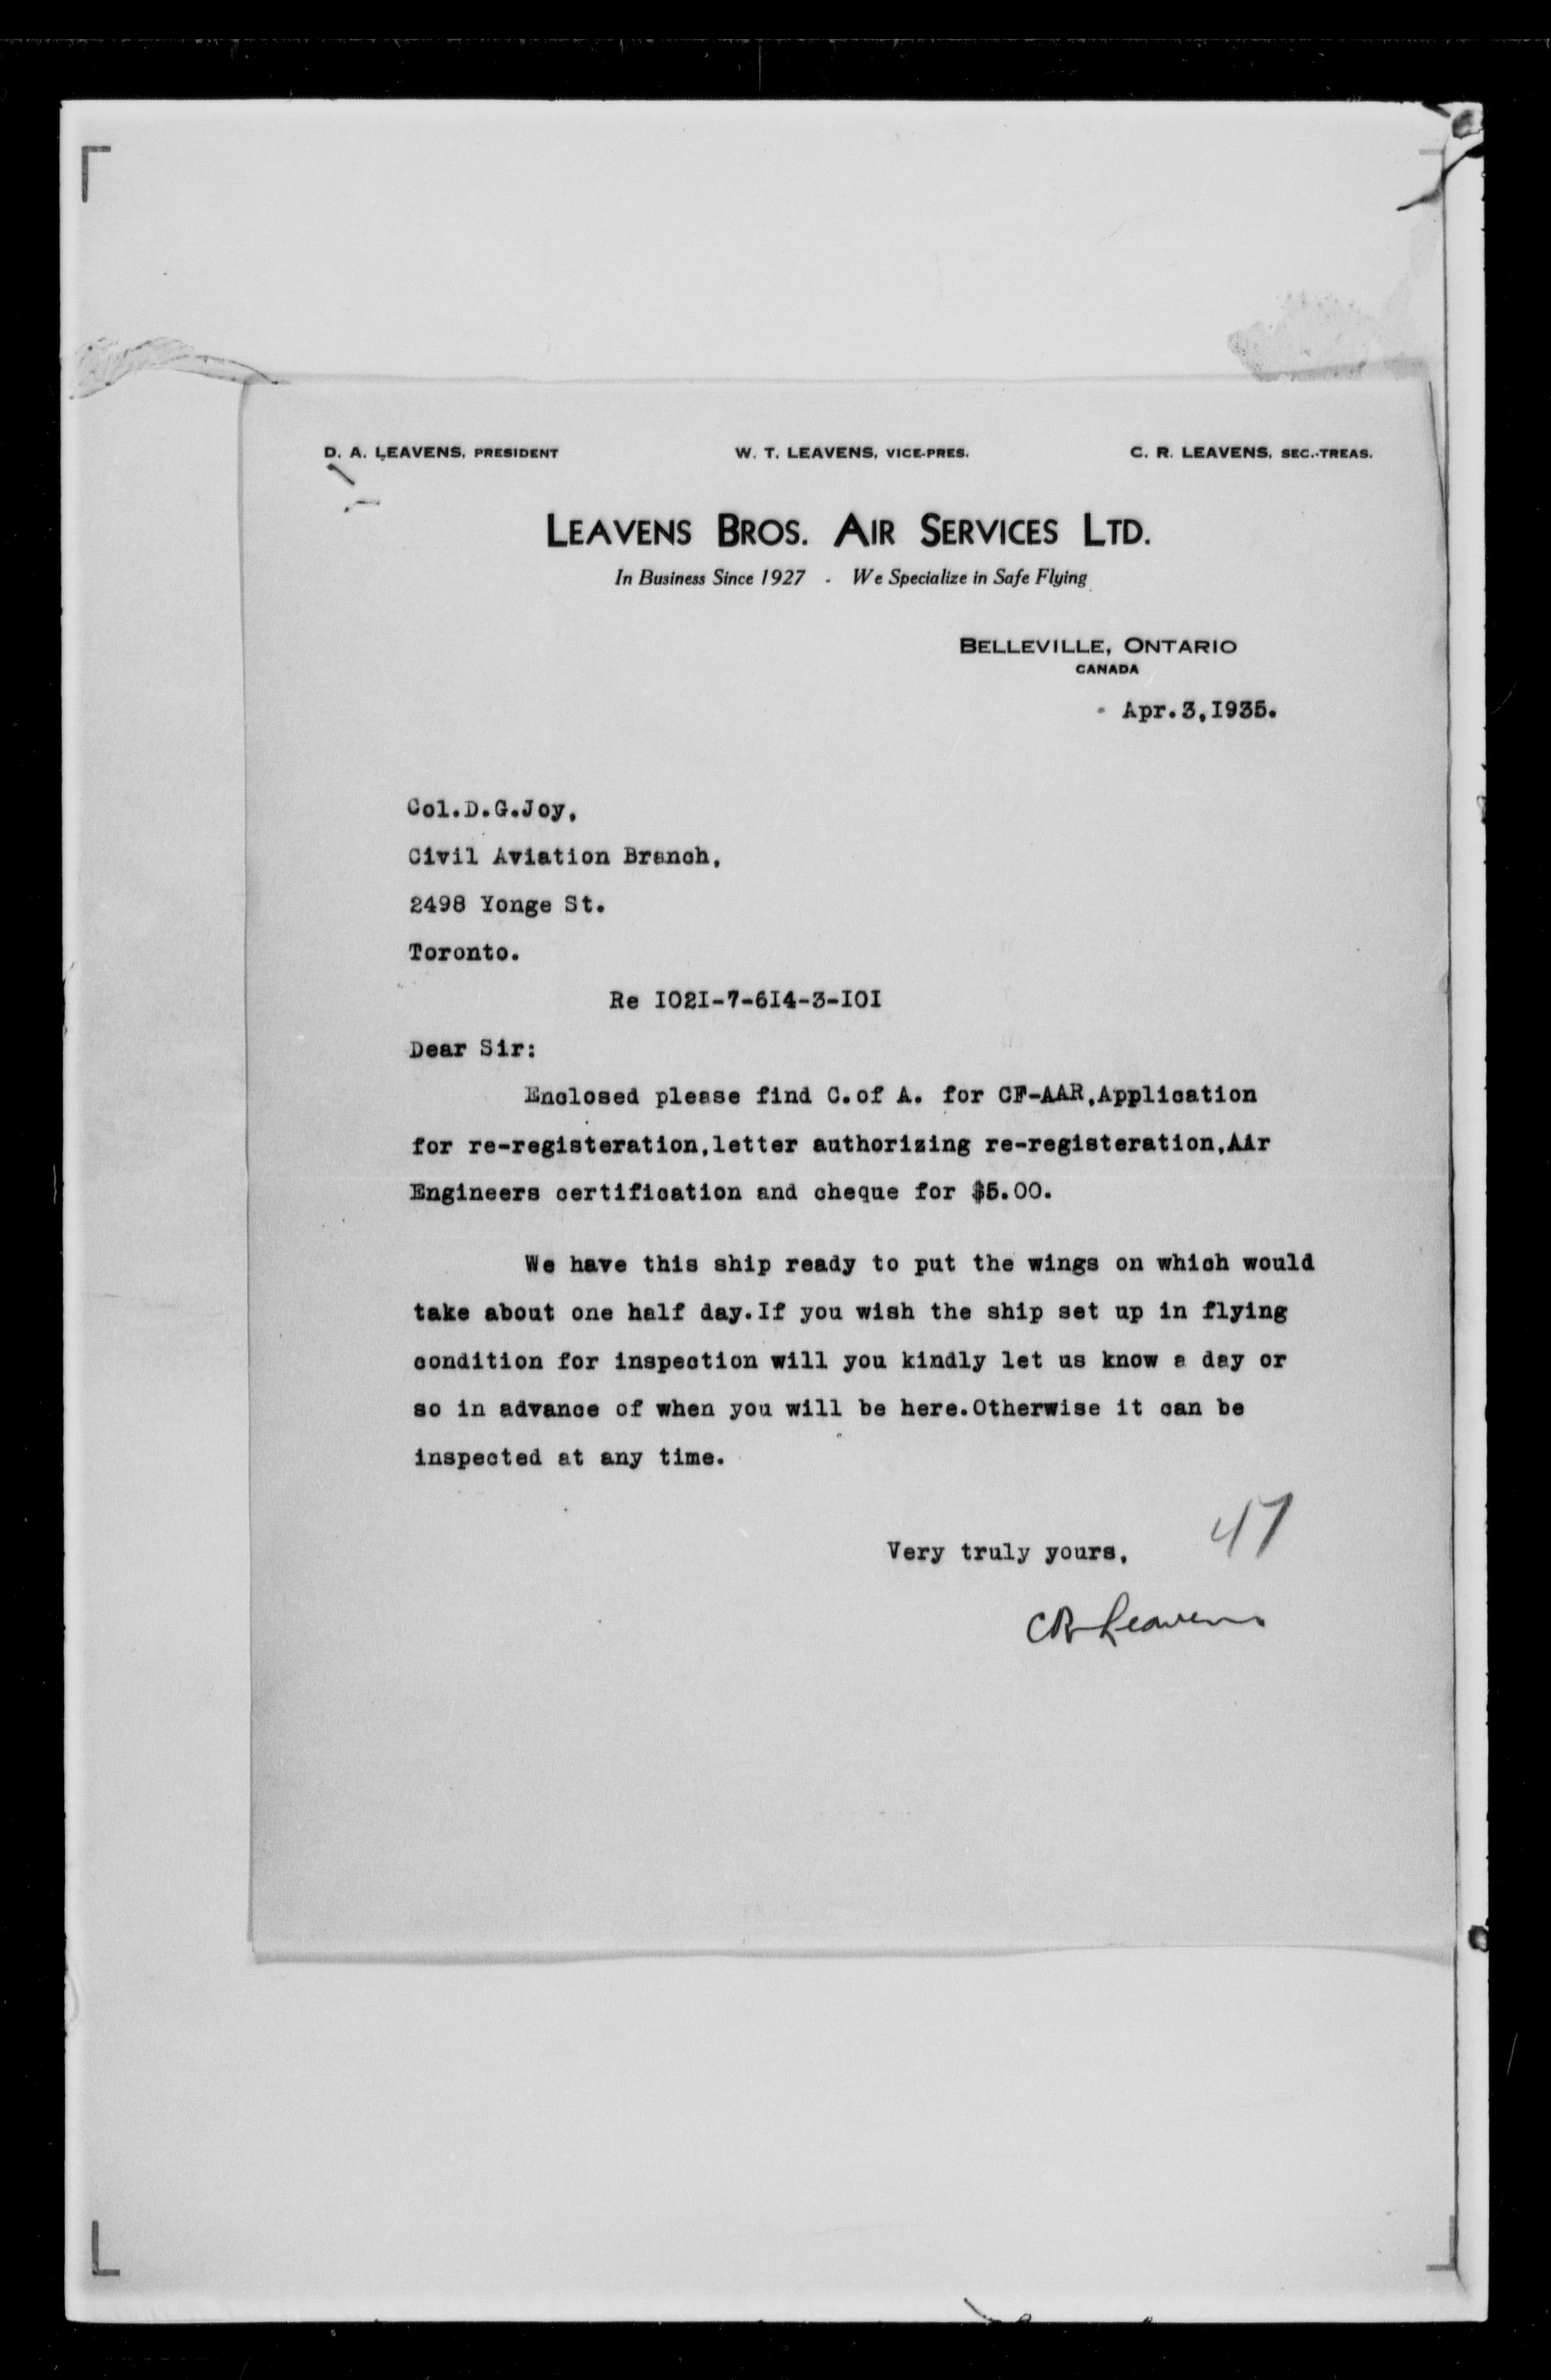 D. A. LEAVENS, PRESIDENT W. T. LEAVENS, VICE-PRES. C. R. LEAVENS, SEC.-TREAS.
LEAVENS BROS. AIR SERVICES LTD.
In Business Since 1927 - We Specialize in Safe Flying
BELLEVILLE, ONTARIO
CANADA
Apr.3,I935.
Col.D.G.Joy,
Civil Aviation Branch,
2498 Yonge St.
Toronto.
Re I02I-7-6I4-3-I0I
Dear Sir:
Enclosed please find C.of A. for CF-AAR,Application
for re-registeration,letter authorizing re-registeration,AAr
Engineers certification and cheque for $5.00.
We have this ship ready to put the wings on which would
take about one half day.If you wish the ship set up in flying
condition for inspection will you kindly let us know a day or
so in advance of when you will be here.Otherwise it can be
inspected at any time.
47
Very truly yours,
CR Leavens